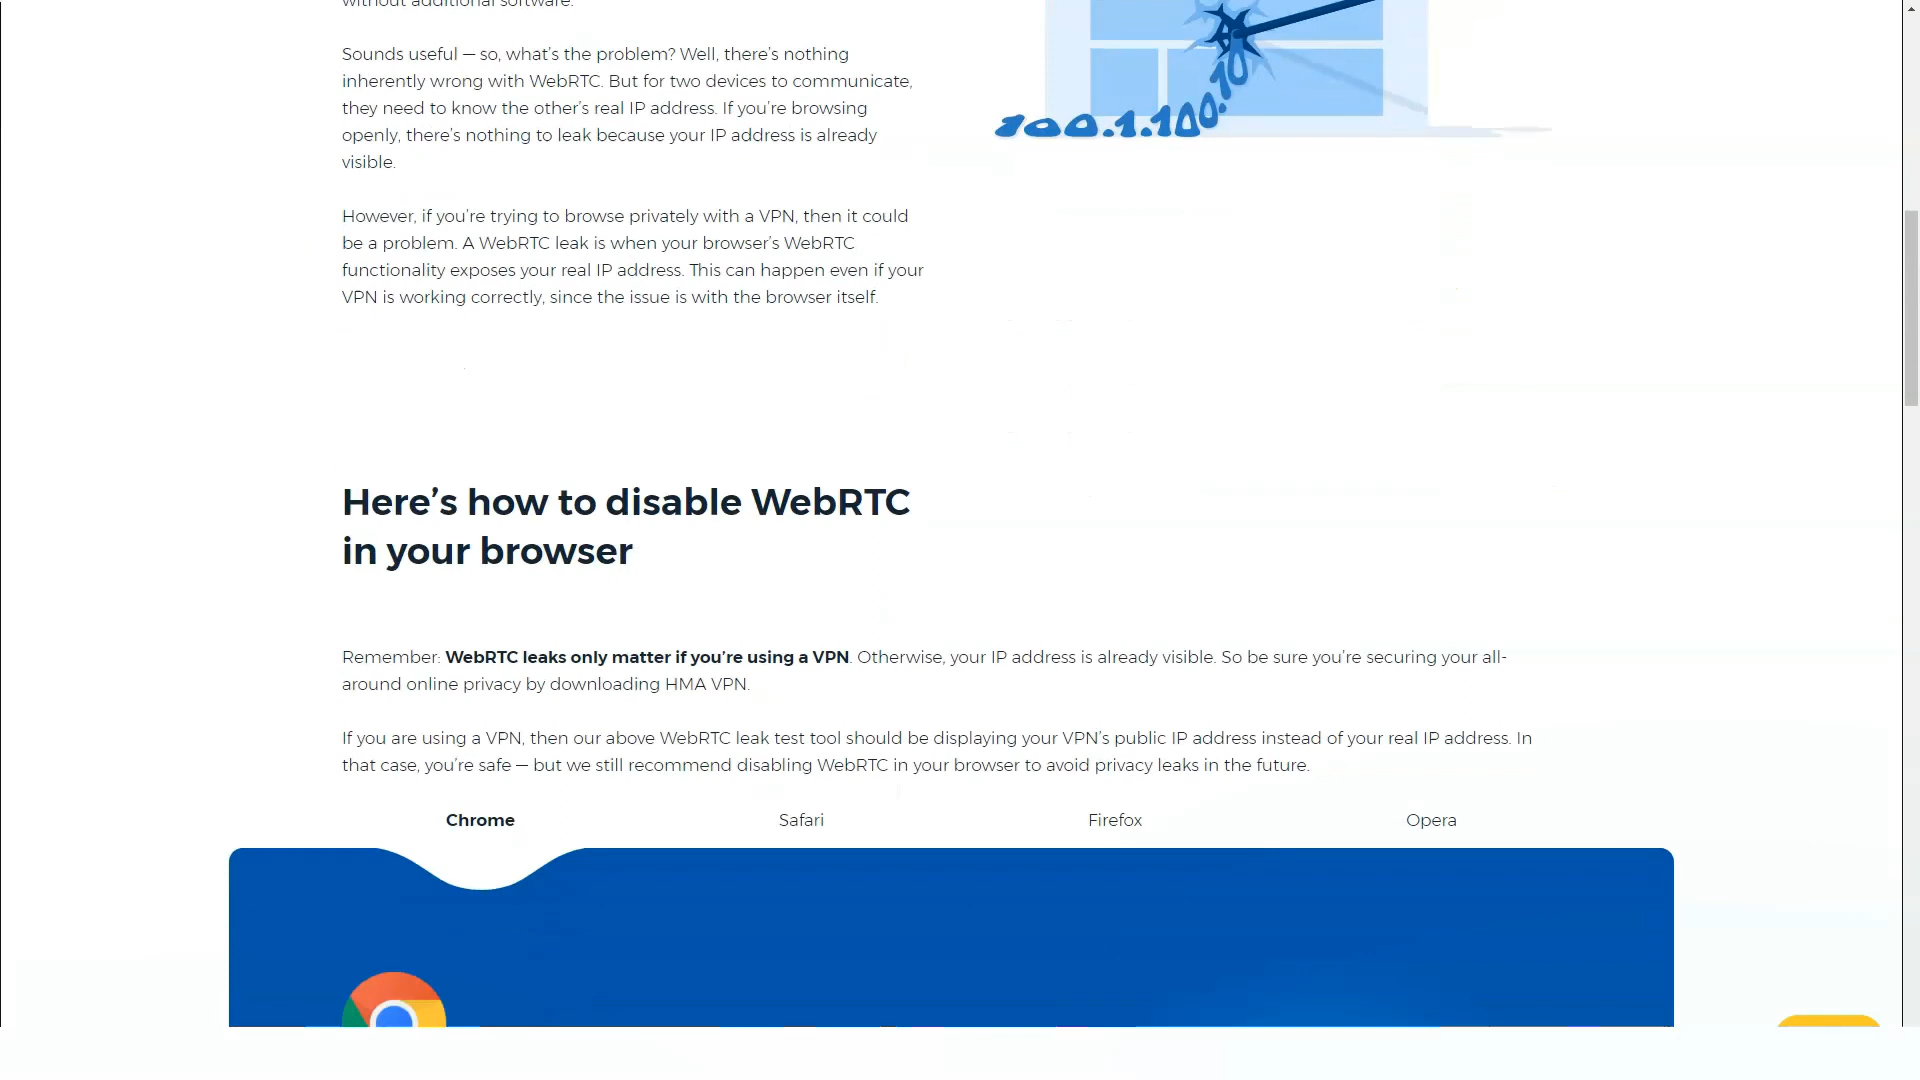 without additional software.
Sounds useful — so, what's the problem? Well, there's nothing
inherently wrong with WebRTC. But for two devices to communicate,
they need to know the other's real IP address. If you're browsing
openly, there's nothing to leak because your IP address is already
visible.
However, if you're trying to browse privately with a VPN, then it could
be a problem. A WebRTC leak is when your browser's WebRTC
functionality exposes your real IP address. This can happen even if your
VPN is working correctly, since the issue is with the browser itself.
100.1.100.10
Here's how to disable WebRTC
in your browser
Remember: WebRTC leaks only matter if you're using a VPN. Otherwise, your IP address is already visible. So be sure you're securing your all-
around online privacy by downloading HMA VPN.
If you are using a VPN, then our above WebRTC leak test tool should be displaying your VPN's public IP address instead of your real IP address. In
that case, you're safe — but we still recommend disabling WebRTC in your browser to avoid privacy leaks in the future.
Chrome
Safari
Firefox
Opera